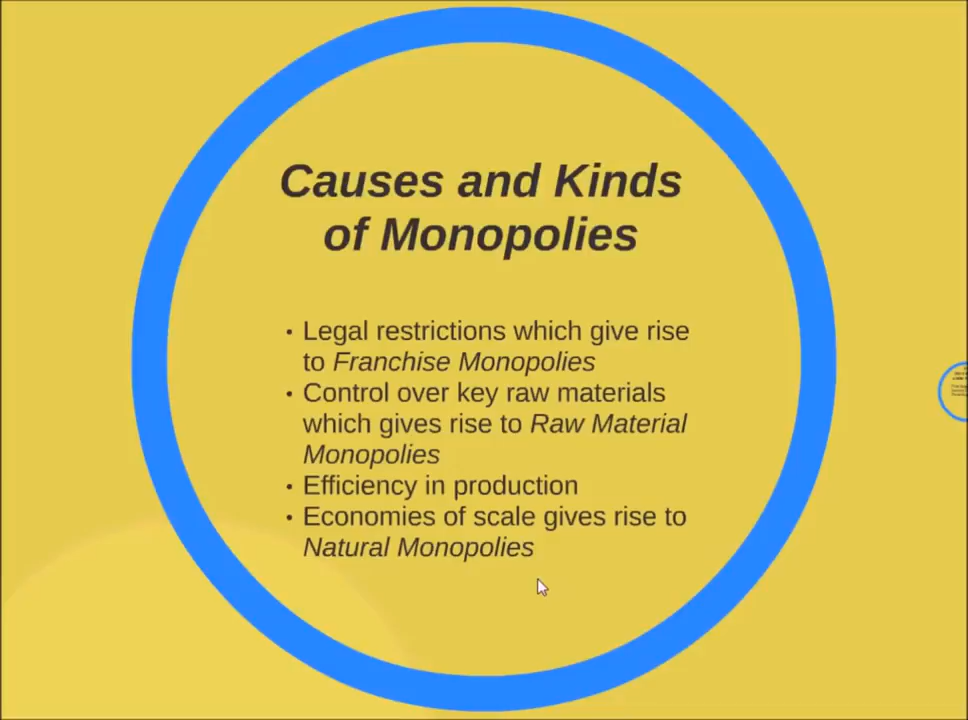 Causes and Kinds
of Monopolies
• Legal restrictions which give rise
to Franchise Monopolies
• Control over key raw materials
which gives rise to Raw Material
Monopolies
• Efficiency in production
• Economies of scale gives rise to
Natural Monopolies